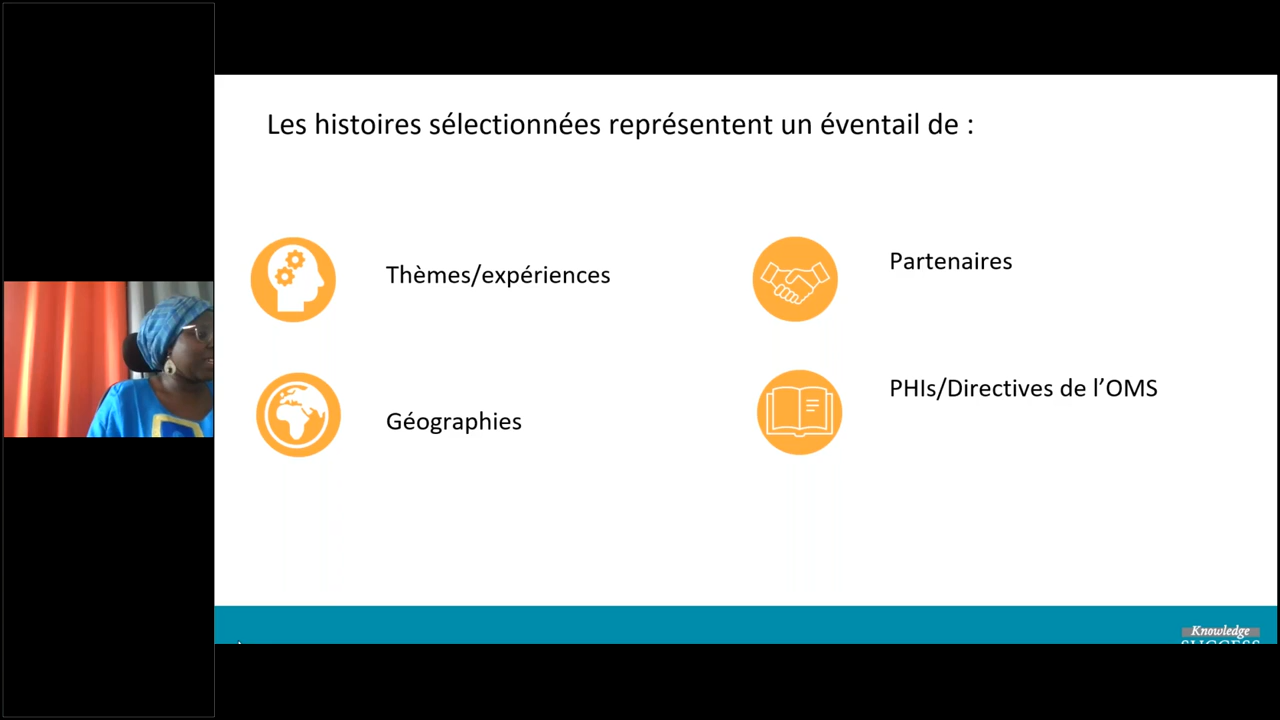 Les histoires sélectionnées représentent un éventail de :
Thèmes/expériences
Partenaires
Géographies
PHIs/Directives de l’OMS
Knowledge
SUCCESS